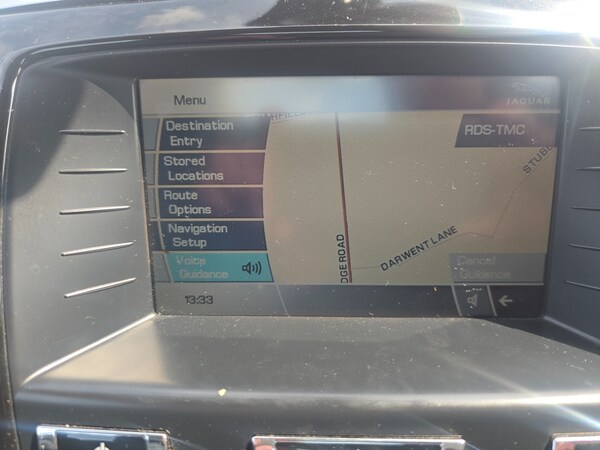 Menu
JAGUAR
Destination
Entry
RDS-TMC
Stored
Locations
Route
Options
Navigation
Setup
DARWENT LANE
Voice
Guidance
Cancel
Guidance
13:33